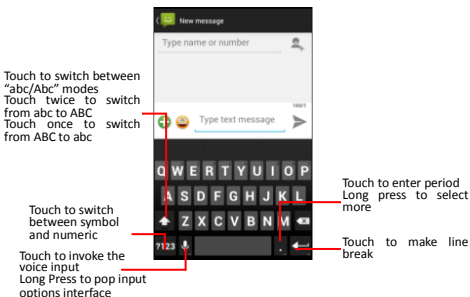 New message
Type name or number
160/1
Type text message
Touch to switch between
“abc/Abc” modes
Touch twice to switch
from abc to ABC
Touch once to switch
from ABC to abc
Q W E R T Y U I O P
A S D F G H J K L
Z X C V B N M
?123
.
Touch to switch
between symbol
and numeric
Touch to invoke the
voice input
Long Press to pop input
options interface
Touch to enter period
Long press to select
more
Touch to make line
break